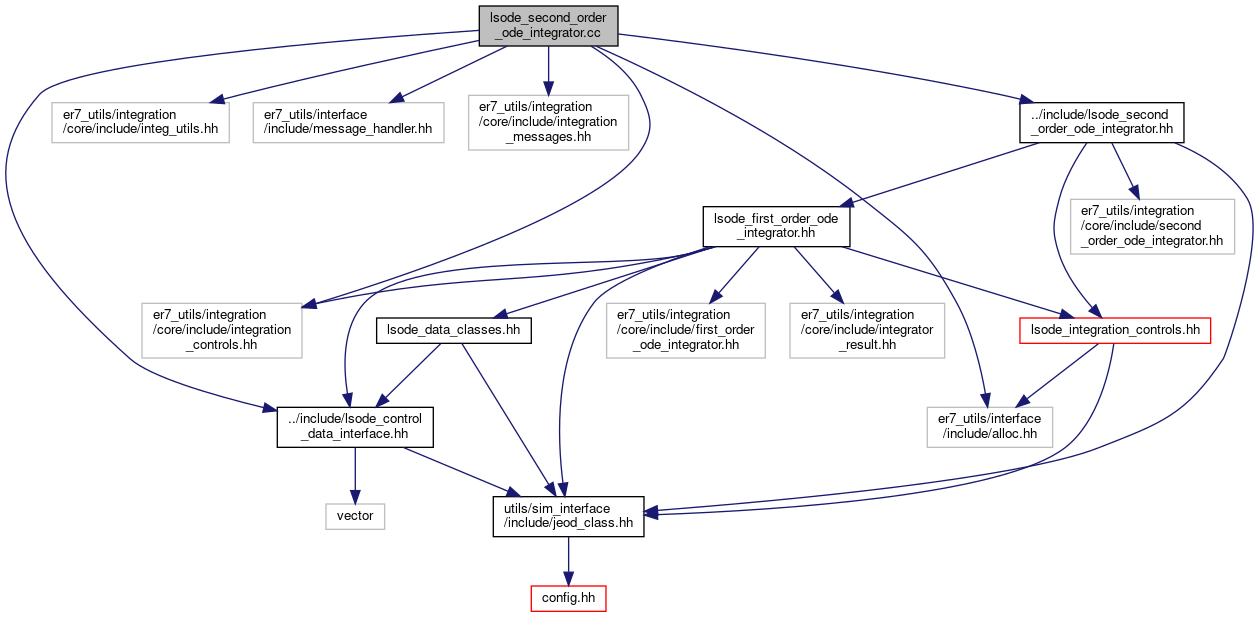 lsode_second_order
_ode_integrator.cc
er7_utils/integration
/core/include/integ_utils.hh
er7_utils/interface
/include/message_handler.hh
er7_utils/integration
/core/include/integration
_messages.hh
../include/lsode_second
_order_ode_integrator.hh
lsode_first_order_ode
_integrator.hh
er7_utils/integration
/core/include/second
_order_ode_integrator.hh
er7_utils/integration
/core/include/integration
_controls.hh
lsode_data_classes.hh
er7_utils/integration
/core/include/first_order
_ode_integrator.hh
er7_utils/integration
/core/include/integrator
_result.hh
lsode_integration_controls.hh
../include/lsode_control
_data_interface.hh
er7_utils/interface
/include/alloc.hh
vector
utils/sim_interface
/include/jeod_class.hh
config.hh